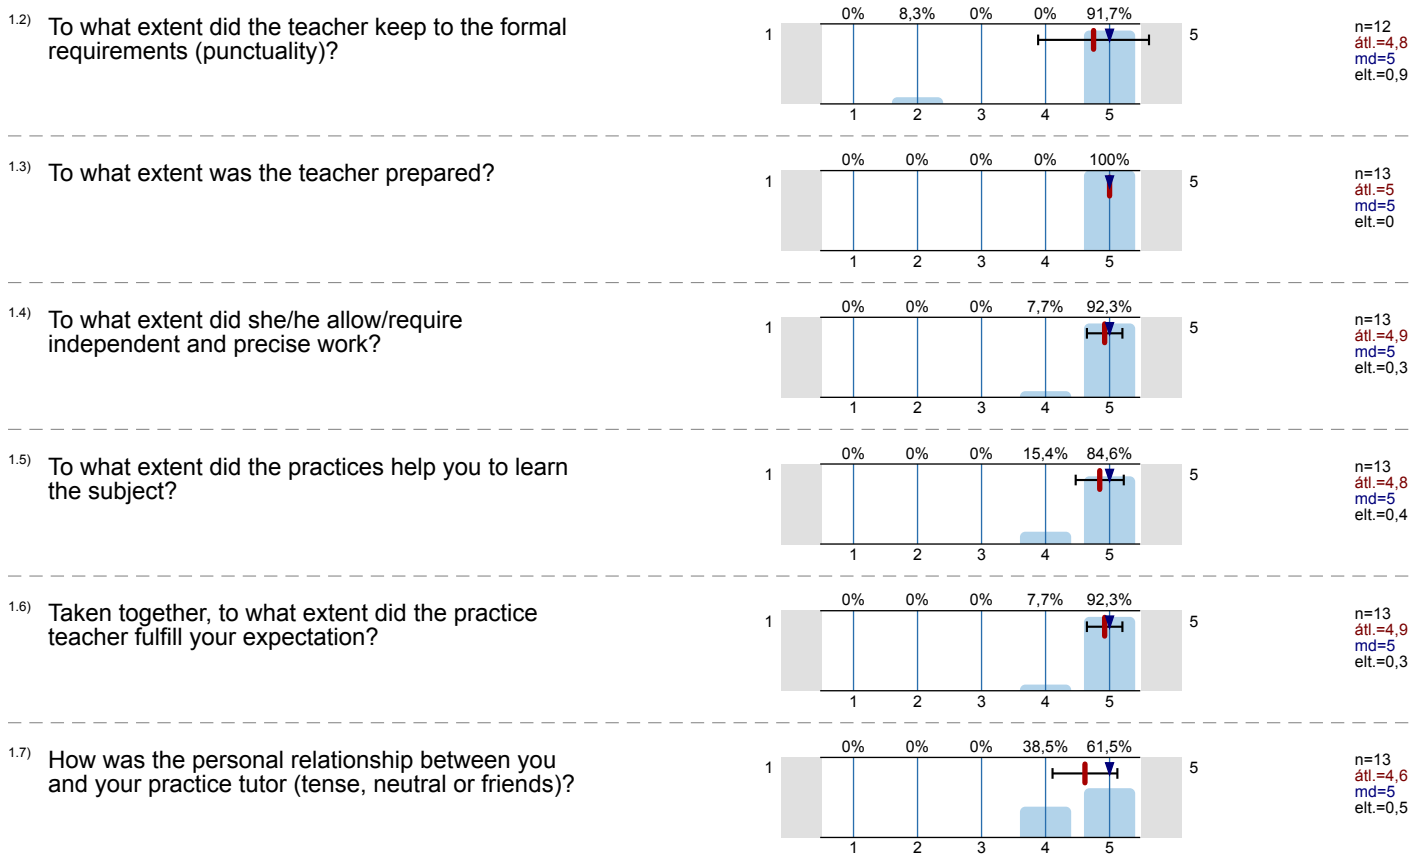 1.2) To what extent did the teacher keep to the formal
requirements (punctuality)?
0% 8,3% 0% 0% 91,7%
1 5
1 2 3 4 5
n=12
átl.=4,8
md=5
elt.=0,9
1.3) To what extent was the teacher prepared?
0% 0% 0% 0% 100%
1 5
1 2 3 4 5
n=13
átl.=5
md=5
elt.=0
1.4) To what extent did she/he allow/require
independent and precise work?
0% 0% 0% 7,7% 92,3%
1 5
1 2 3 4 5
n=13
átl.=4,9
md=5
elt.=0,3
1.5) To what extent did the practices help you to learn
the subject?
0% 0% 0% 15,4% 84,6%
1 5
1 2 3 4 5
n=13
átl.=4,8
md=5
elt.=0,4
1.6) Taken together, to what extent did the practice
teacher fulfill your expectation?
0% 0% 0% 7,7% 92,3%
1 5
1 2 3 4 5
n=13
átl.=4,9
md=5
elt.=0,3
1.7) How was the personal relationship between you
and your practice tutor (tense, neutral or friends)?
0% 0% 0% 38,5% 61,5%
1 5
1 2 3 4 5
n=13
átl.=4,6
md=5
elt.=0,5